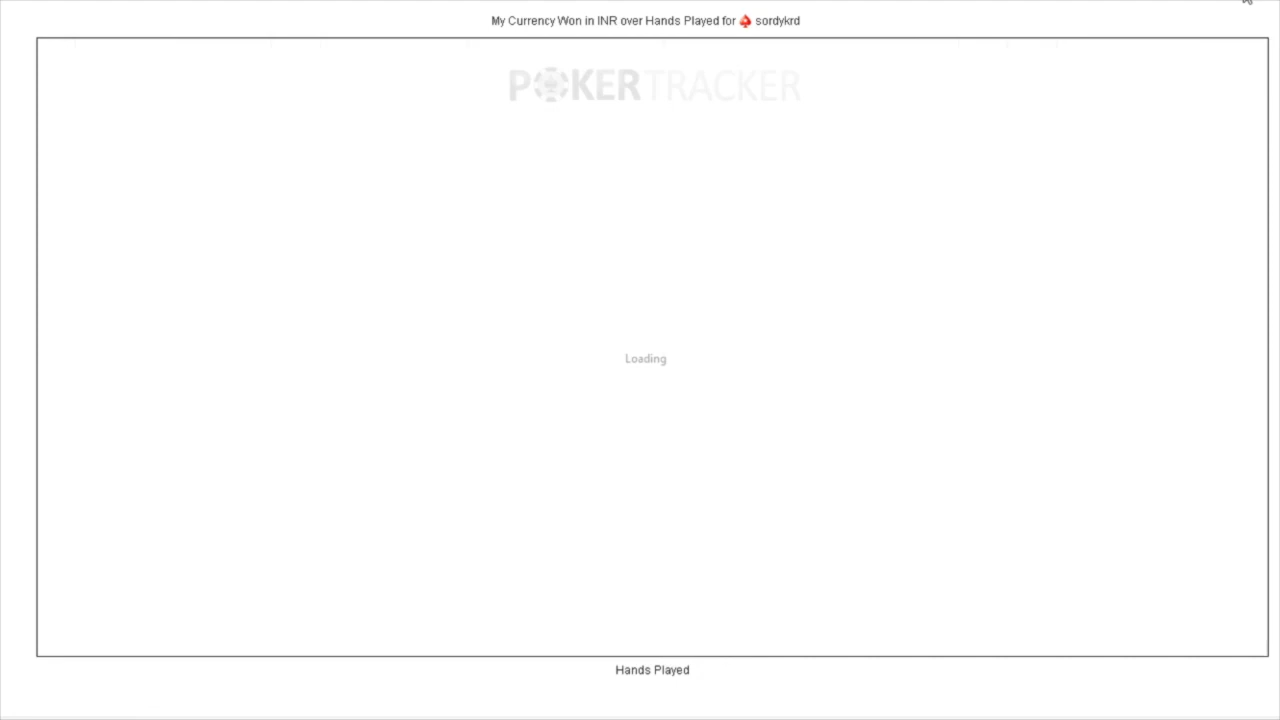 My Currency Won in INR over Hands Played for sordykrd
POKERTRACKER
Loading
Hands Played